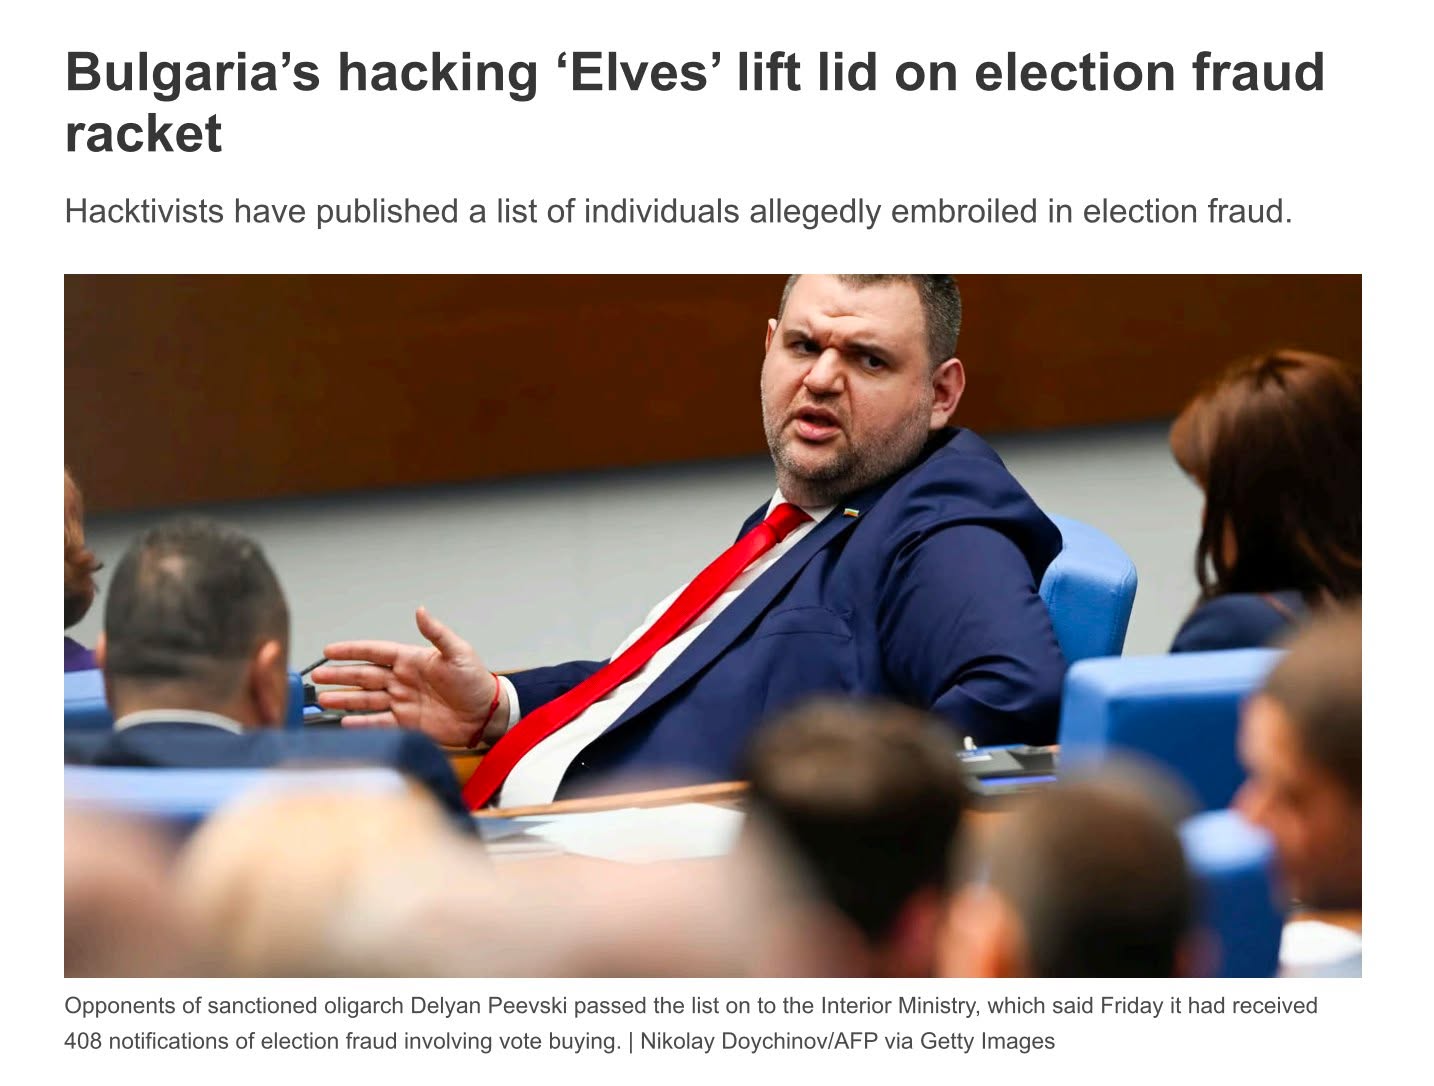 Bulgaria’s hacking ‘Elves’ lift lid on election fraud
racket
Hacktivists have published a list of individuals allegedly embroiled in election fraud.
Opponents of sanctioned oligarch Delyan Peevski passed the list on to the Interior Ministry, which said Friday it had received
408 notifications of election fraud involving vote buying. | Nikolay Doychinov/AFP via Getty Images